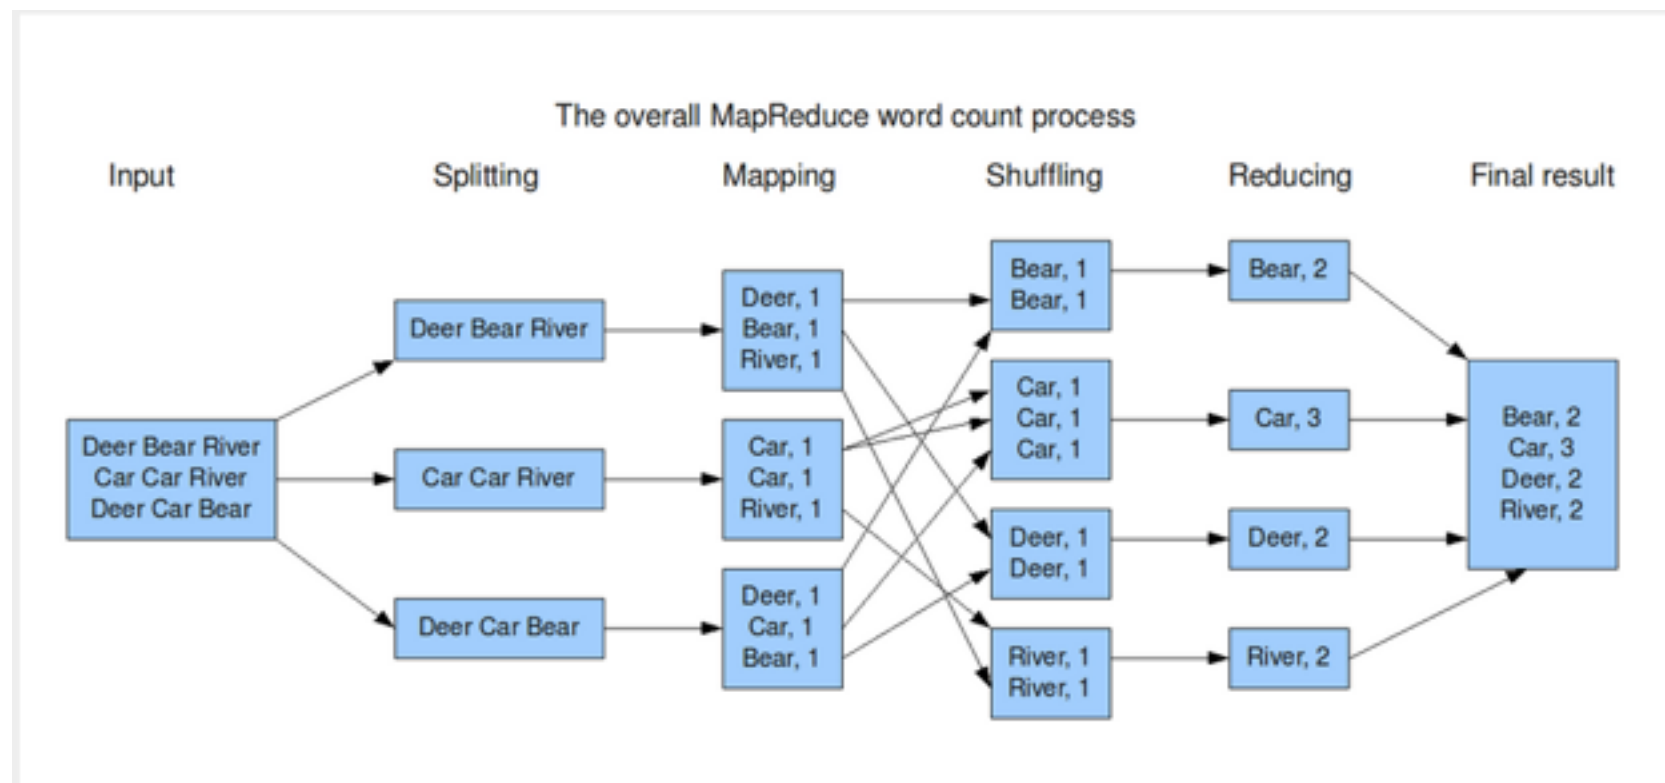 The overall MapReduce word count process
Input
Splitting
Mapping
Shuffling
Reducing
Final result
Deer Bear River
Car Car River
Deer Car Bear
Deer Bear River
Car Car River
Deer Car Bear
Deer, 1
Bear, 1
River, 1
Car, 1
Car, 1
River, 1
Deer, 1
Car, 1
Bear, 1
Bear, 1
Bear, 1
Car, 1
Car, 1
Car, 1
Deer, 1
Deer, 1
River, 1
River, 1
Bear, 2
Car, 3
Deer, 2
River, 2
Bear, 2
Car, 3
Deer, 2
River, 2